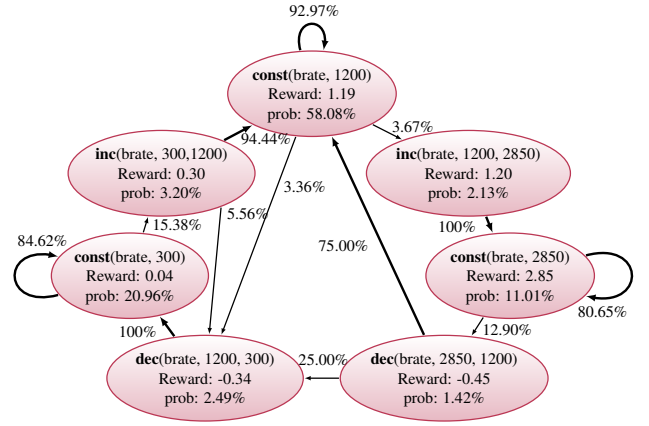 92.97%
const(brate, 1200)
Reward: 1.19
prob: 58.08%
94.44%
3.67%
inc(brate, 300,1200)
Reward: 0.30
prob: 3.20%
inc(brate, 1200, 2850)
Reward: 1.20
prob: 2.13%
3.36%
5.56%
15.38%
100%
75.00%
84.62%
const(brate, 300)
Reward: 0.04
prob: 20.96%
const(brate, 2850)
Reward: 2.85
prob: 11.01%
80.65%
100%
12.90%
dec(brate, 1200, 300)
Reward: -0.34
prob: 2.49%
25.00%
dec(brate, 2850, 1200)
Reward: -0.45
prob: 1.42%